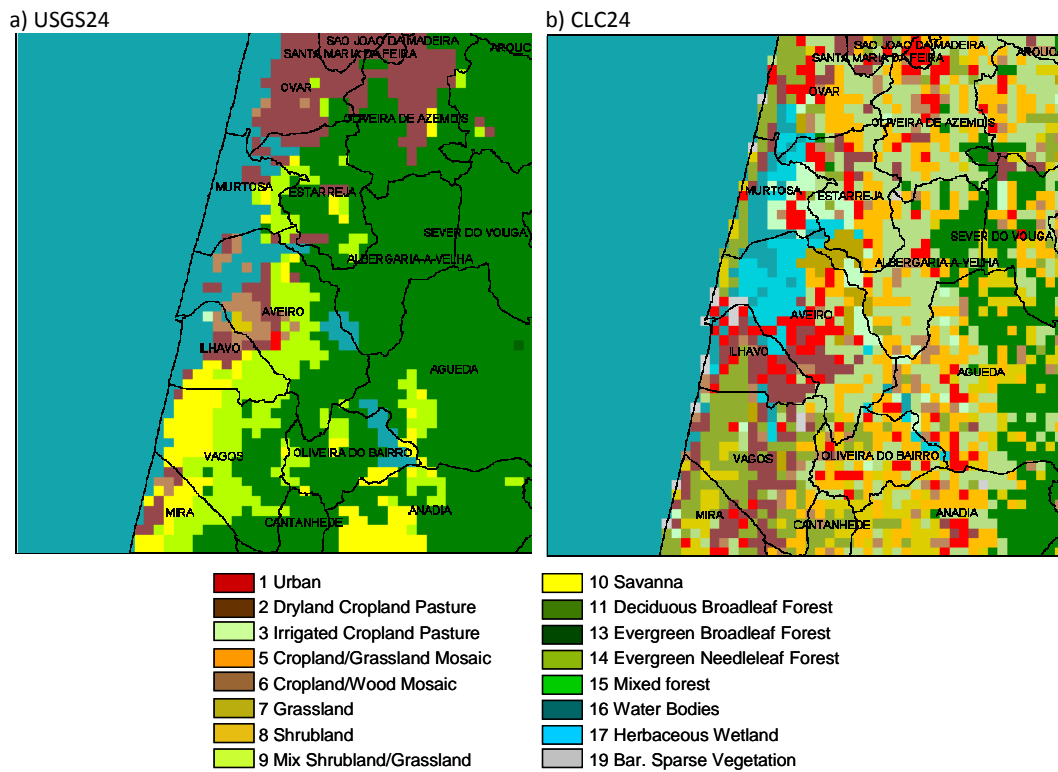 a) USGS24
b) CLC24
SAO JOAO DA MADEIRA
AROUC
SANTA MARIA DA FEIRA
OVAR
OLIVEIRA DE AZEMEIS
MURTOSA
ESTARREJA
SEVER DO VOUGA
ALBERGARIA-A-VELHA
AVEIRO
ILHAVO
AGUEDA
VAGOS
OLIVEIRA DO BAIRRO
MIRA
CANTANHEDE
ANADIA
SAO JOAO DA MADEIRA
AROUC
SANTA MARIA DA FEIRA
OVAR
OLIVEIRA DE AZEMEIS
MURTOSA
ESTARREJA
SEVER DO VOUGA
ALBERGARIA-A-VELHA
AVEIRO
ILHAVO
AGUEDA
VAGOS
OLIVEIRA DO BAIRRO
MIRA
CANTANHEDE
ANADIA
1 Urban
2 Dryland Cropland Pasture
3 Irrigated Cropland Pasture
5 Cropland/Grassland Mosaic
6 Cropland/Wood Mosaic
7 Grassland
8 Shrubland
9 Mix Shrubland/Grassland
10 Savanna
11 Deciduous Broadleaf Forest
13 Evergreen Broadleaf Forest
14 Evergreen Needleleaf Forest
15 Mixed forest
16 Water Bodies
17 Herbaceous Wetland
19 Bar. Sparse Vegetation